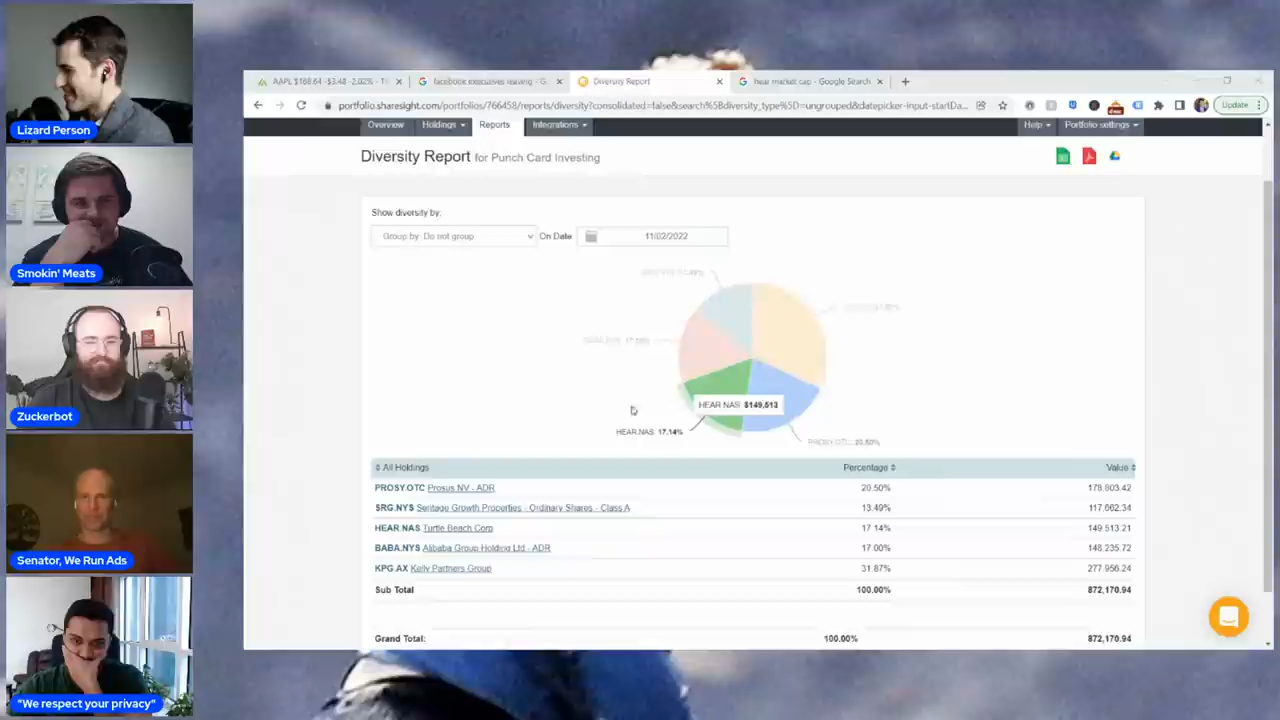 Lizard Person
Smokin' Meats
Zuckerbot
Senator, We Run Ads
"We respect your privacy"
AAPL $168.64 -$3.48 -2.02%
facebook executives leaving - G
Diversity Report
hear market cap - Google Search
portfolio.sharesight.com/portfolios/766458/reports/diversity?consolidated=false&search%5Bdiversity_type%5D=ungrouped&datepicker-input-startDa...
Update
Overview
Holdings
Reports
Integrations
Help
Portfolio settings
Diversity Report for Punch Card Investing
Show diversity by:
Group by: Do not group
On Date
11/02/2022
HEAR.NAS: $149,513
HEAR.NAS: 17.14%
PROSY.OTC: 20.50%
All Holdings Percentage Value
PROSY.OTC Prosus NV - ADR 20.50% 178,803.42
SRG.NYS Seritage Growth Properties - Ordinary Shares - Class A 13.49% 117,662.34
HEAR.NAS Turtle Beach Corp 17.14% 149,513.21
BABA.NYS Alibaba Group Holding Ltd - ADR 17.00% 148,235.72
KPG.AX Kelly Partners Group 31.87% 277,956.24
Sub Total 100.00% 872,170.94
Grand Total: 100.00% 872,170.94